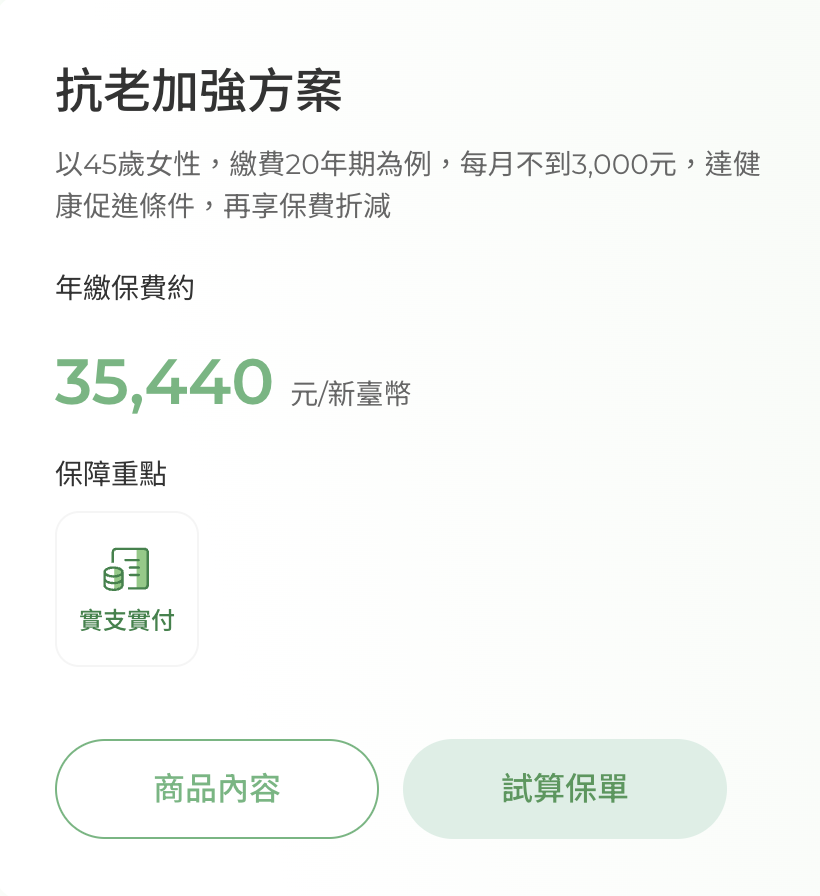 抗老加強方案
以45歲女性，繳費20年期為例，每月不到3,000元，達健
康促進條件，再享保費折減
年繳保費約
35,440 元/新臺幣
保障重點
實支實付
商品內容 試算保單